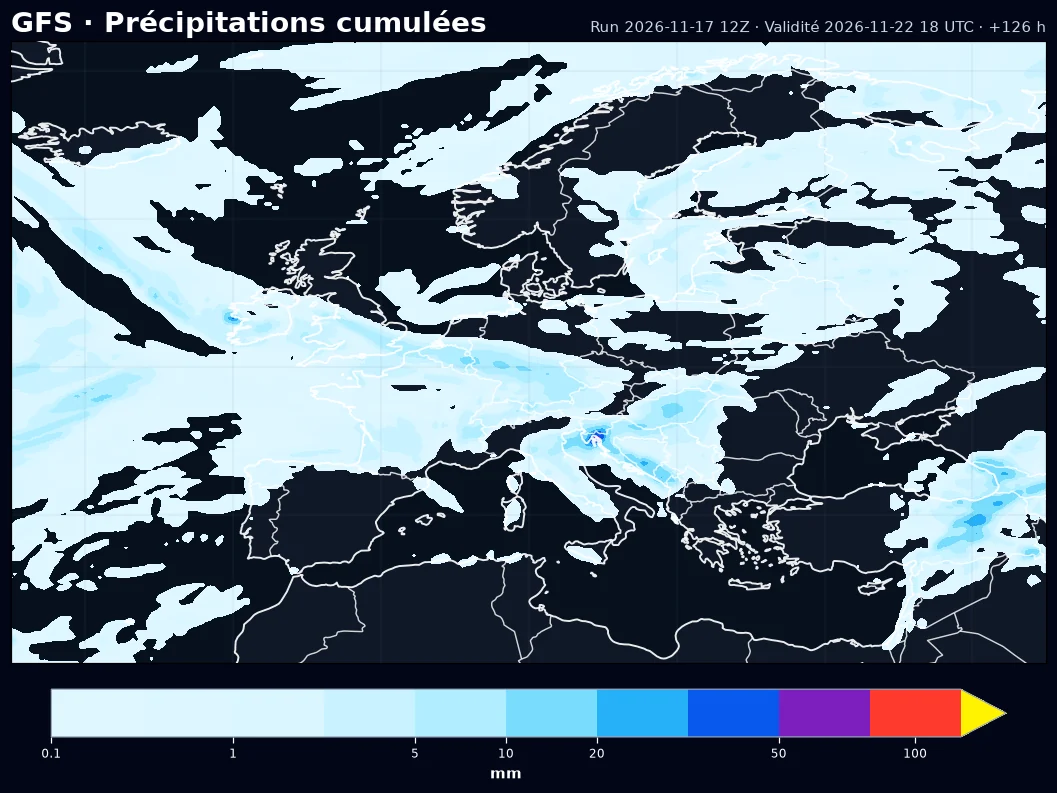 GFS · Précipitations cumulées
Run 2026-11-17 12Z · Validité 2026-11-22 18 UTC · +126 h
0.1 1 5 10 20 50 100
mm